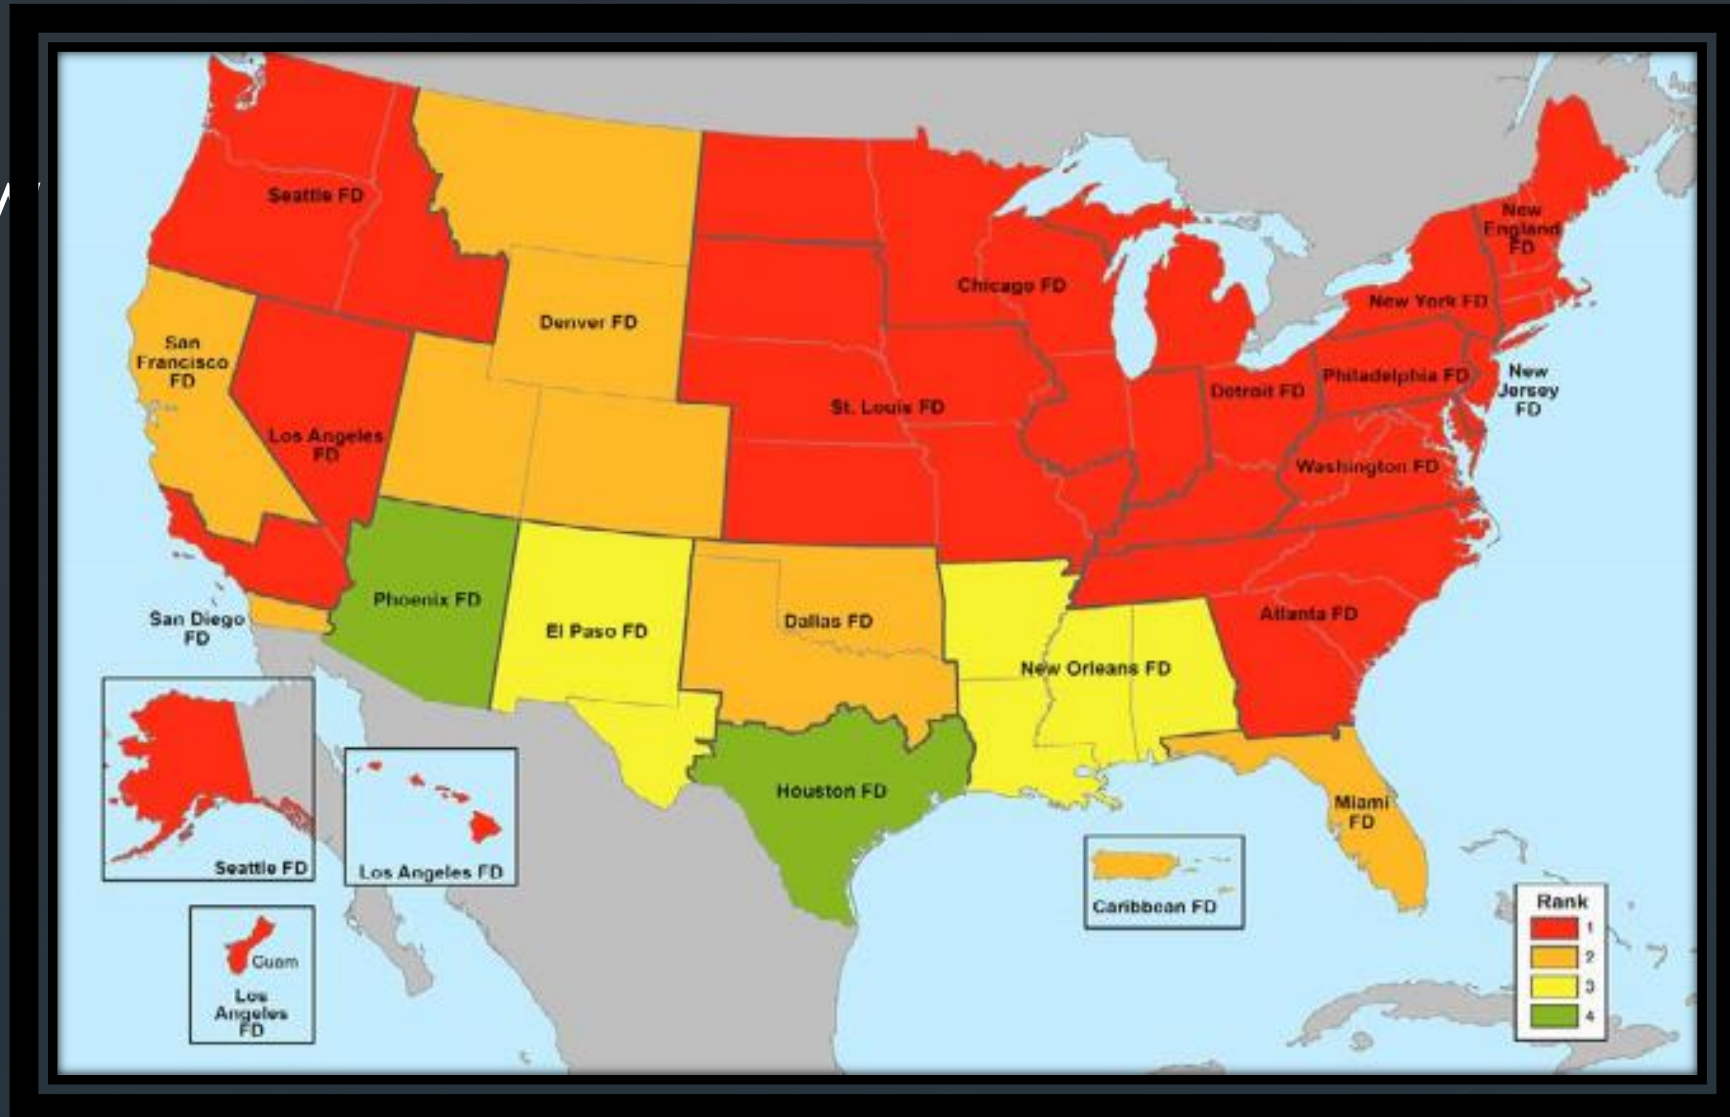 Seattle FD
San
Francisco
FD
Los Angeles
FD
Denver FD
Chicago FD
St. Louis FD
Detroit FD
New
England
FD
New York FD
Philadelphia FD
New
Jersey
FD
Washington FD
San Diego
FD
Phoenix FD
El Paso FD
Dallas FD
New Orleans FD
Atlanta FD
Houston FD
Miami
FD
Seattle FD
Los Angeles FD
Caribbean FD
Guam
Los
Angeles
FD
Rank
1
2
3
4